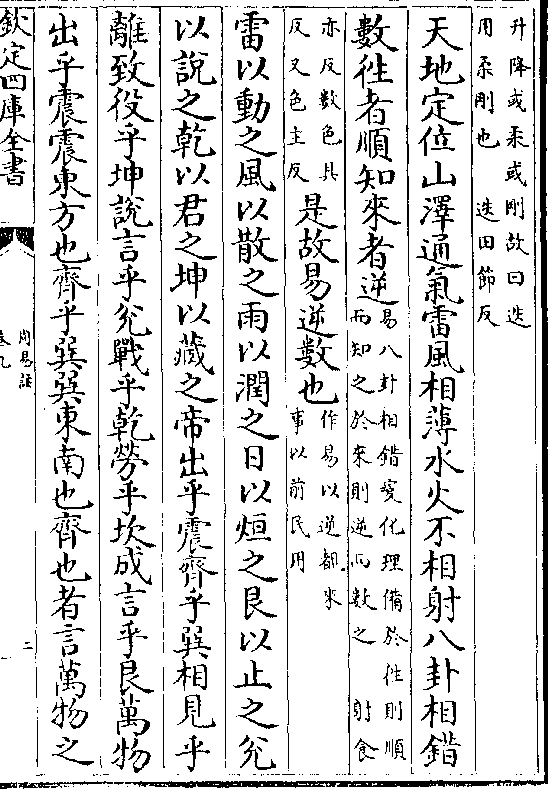 升降或柔或剛故曰迭
用柔剛也 迭田節反
天地定位山澤通氣雷風相薄水火不相射八卦相錯
數徃者順知來者逆
易八卦相錯變化理備於徃則順
而知之於來則逆而數之 射食
亦反數色具
反又色主反
是故易逆數也
作易以逆都來
事以前民用
雷以動之風以散之雨以潤之日以烜之艮以止之兊
以說之乾以君之坤以藏之帝出乎震齊乎巽相見乎
離致役乎坤說言乎兊戰乎乾勞乎坎成言乎艮萬物
出乎震震東方也齊乎巽巽東南也齊也者言萬物之
欽定四庫全書
周易註
卷九
二